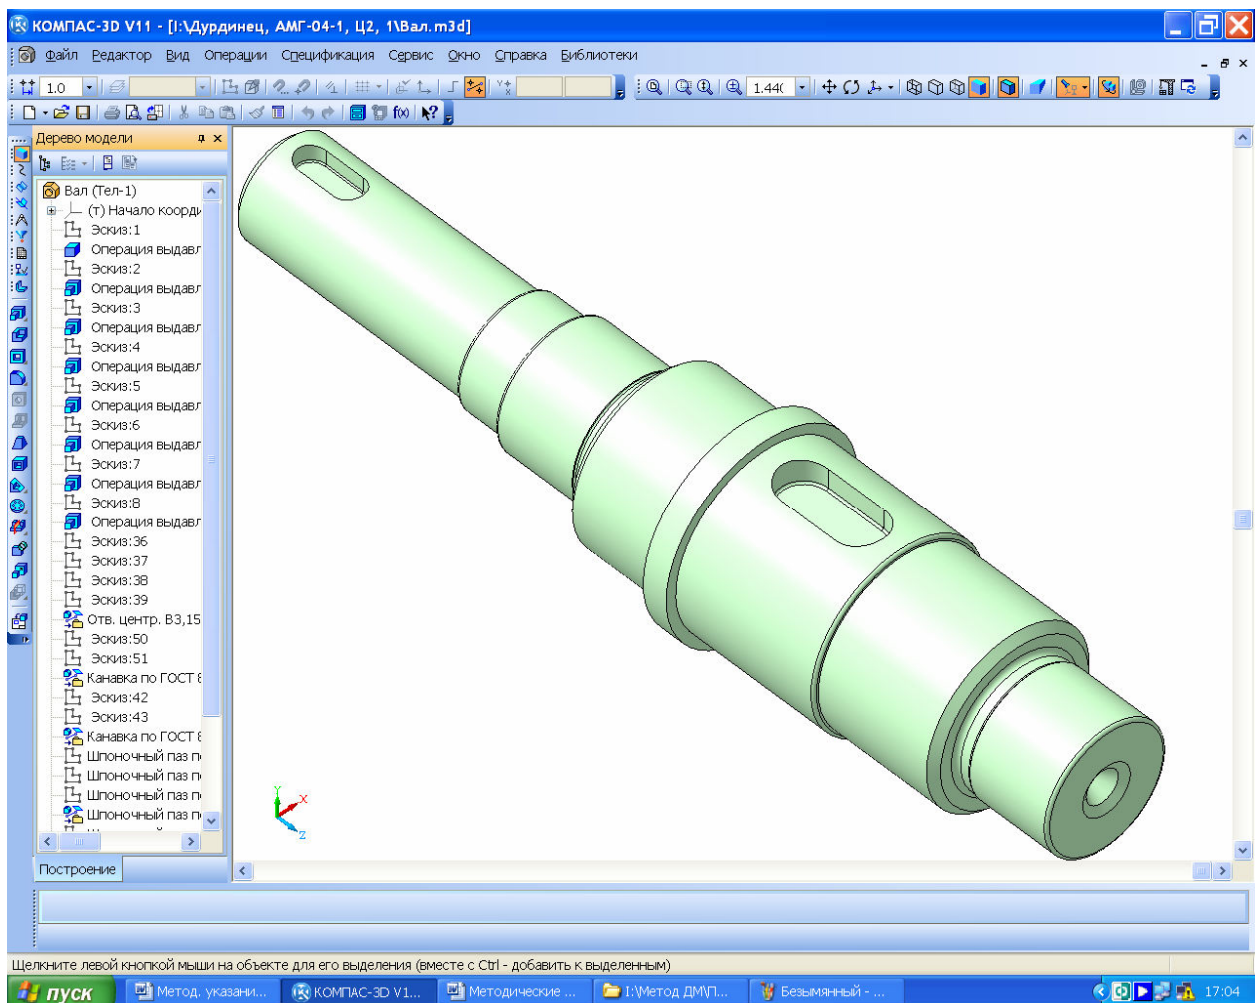 КОМПАС-3D V11 - [I:\Дурдинец, АМГ-04-1, Ц2, 1\Вал.m3d]
Файл Редактор Вид Операции Спецификация Сервис Окно Справка Библиотеки
1.0 1.44(
f(x)
Дерево модели
Вал (Тел-1)
(т) Начало коорди
Эскиз:1
Операция выдавл
Эскиз:2
Операция выдавл
Эскиз:3
Операция выдавл
Эскиз:4
Операция выдавл
Эскиз:5
Операция выдавл
Эскиз:6
Операция выдавл
Эскиз:7
Операция выдавл
Эскиз:8
Операция выдавл
Эскиз:36
Эскиз:37
Эскиз:38
Эскиз:39
Отв. центр. B3,15
Эскиз:50
Эскиз:51
Канавка по ГОСТ 8
Эскиз:42
Эскиз:43
Канавка по ГОСТ 8
Шпоночный паз п
Шпоночный паз п
Шпоночный паз п
Шпоночный паз п
Y
X
Z
Построение
Щелкните левой кнопкой мыши на объекте для его выделения (вместе с Ctrl - добавить к выделенным)
пуск Метод. указани... КОМПАС-3D V1... Методические ... I:\Метод ДМ\П... Безымянный - ... 17:04